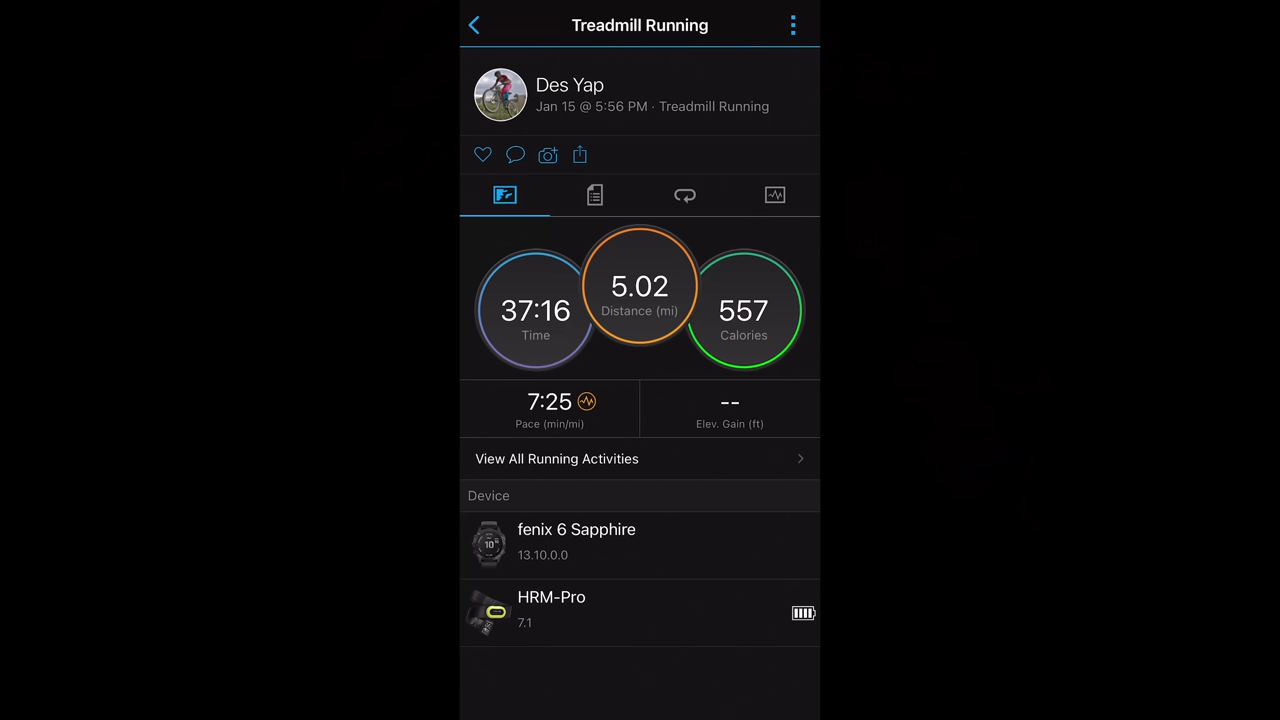 Treadmill Running
Des Yap
Jan 15 @ 5:56 PM · Treadmill Running
37:16
Time
5.02
Distance (mi)
557
Calories
7:25
Pace (min/mi)
--
Elev. Gain (ft)
View All Running Activities
Device
10
fenix 6 Sapphire
13.10.0.0
HRM-Pro
7.1